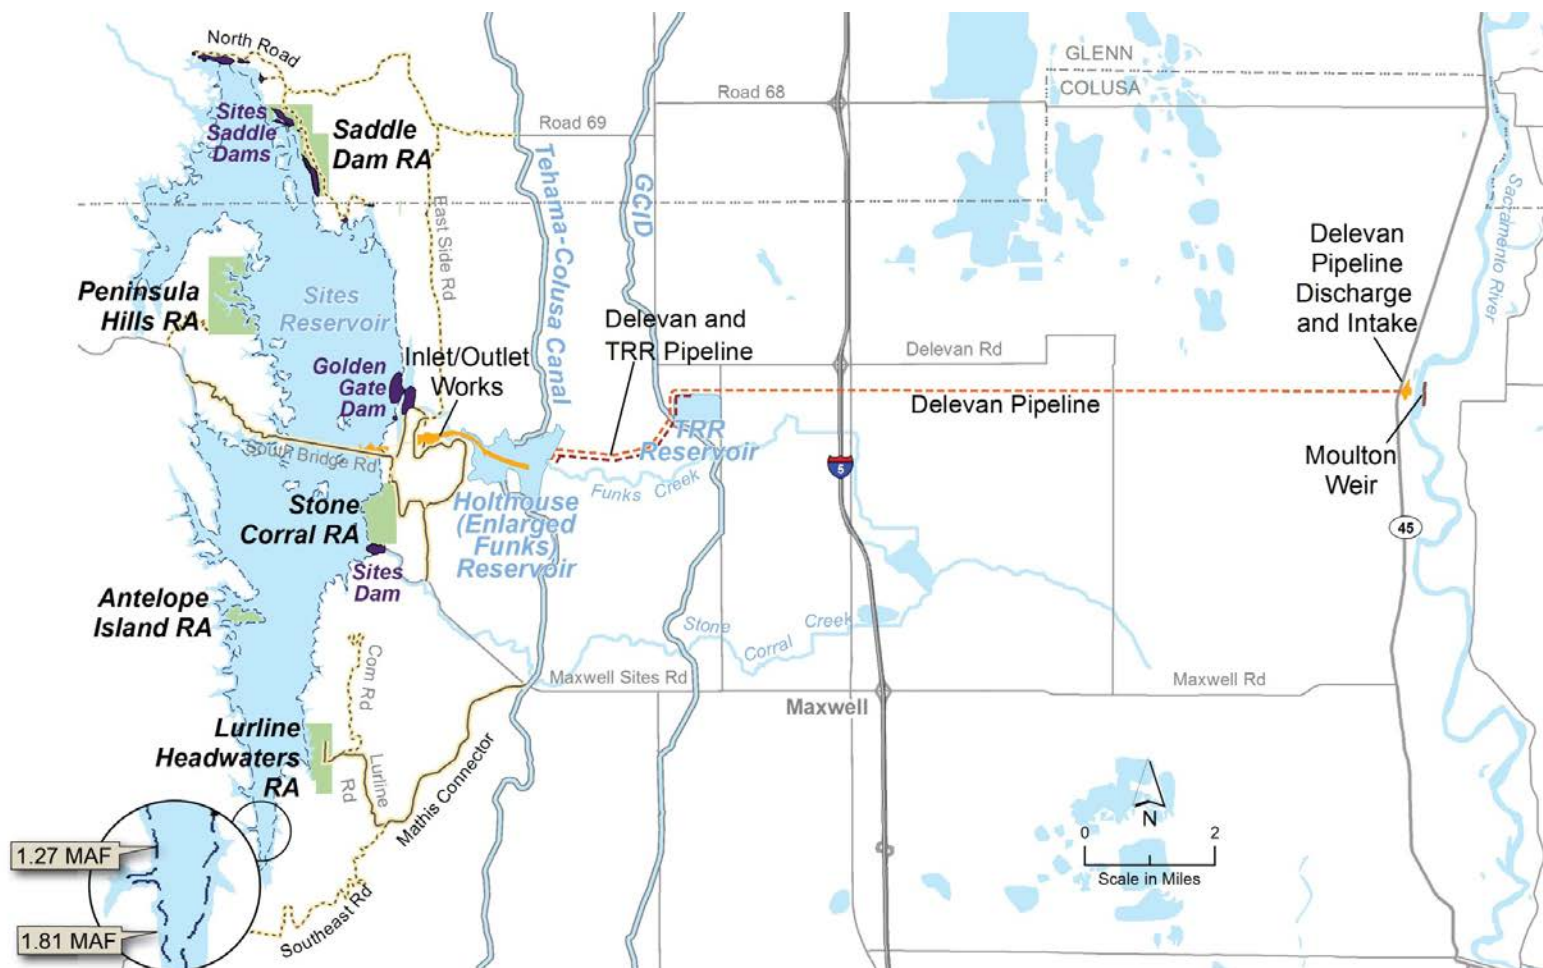 North Road
GLENN
COLUSA
Road 68
Road 69
Sites
Saddle
Dams
Saddle
Dam RA
Tehama-Colusa Canal
GCID
East Side Rd
Sacramento River
Delevan
Pipeline
Discharge
and Intake
Peninsula
Hills RA
Sites
Reservoir
Delevan and
TRR Pipeline
Delevan Rd
Golden
Gate
Dam
Inlet/Outlet
Works
Delevan Pipeline
TRR
Reservoir
South Bridge Rd
Funks Creek
5
Moulton
Weir
Stone
Corral RA
Holthouse
(Enlarged
Funks)
Reservoir
45
Sites
Dam
Antelope
Island RA
Stone Corral Creek
Com Rd
Maxwell Sites Rd
Maxwell Rd
Maxwell
Lurline
Headwaters
RA
Lurline
Rd
Mathis Connector
N
0 2
Scale in Miles
1.27 MAF
1.81 MAF
Southeast Rd